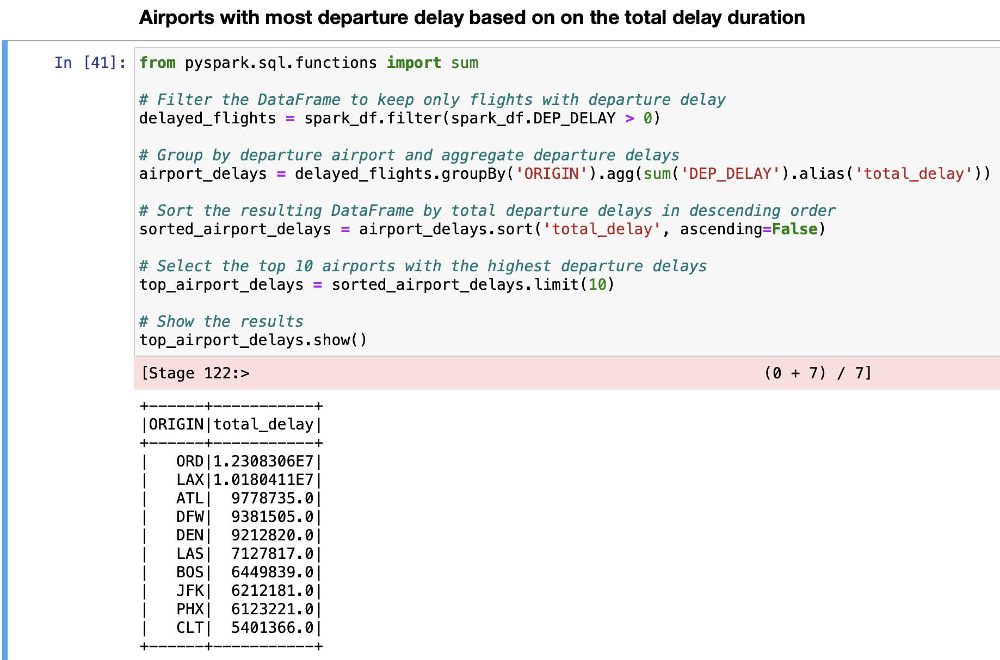 Airports with most departure delay based on on the total delay duration
In [41]: from pyspark.sql.functions import sum
# Filter the DataFrame to keep only flights with departure delay
delayed_flights = spark_df.filter(spark_df.DEP_DELAY > 0)
# Group by departure airport and aggregate departure delays
airport_delays = delayed_flights.groupBy('ORIGIN').agg(sum('DEP_DELAY').alias('total_delay'))
# Sort the resulting DataFrame by total departure delays in descending order
sorted_airport_delays = airport_delays.sort('total_delay', ascending=False)
# Select the top 10 airports with the highest departure delays
top_airport_delays = sorted_airport_delays.limit(10)
# Show the results
top_airport_delays.show()
[Stage 122:> (0 + 7) / 7]
+------+-----------+
|ORIGIN|total_delay|
+------+-----------+
|   ORD|1.2308306E7|
|   LAX|1.0180411E7|
|   ATL|  9778735.0|
|   DFW|  9381505.0|
|   DEN|  9212820.0|
|   LAS|  7127817.0|
|   BOS|  6449839.0|
|   JFK|  6212181.0|
|   PHX|  6123221.0|
|   CLT|  5401366.0|
+------+-----------+